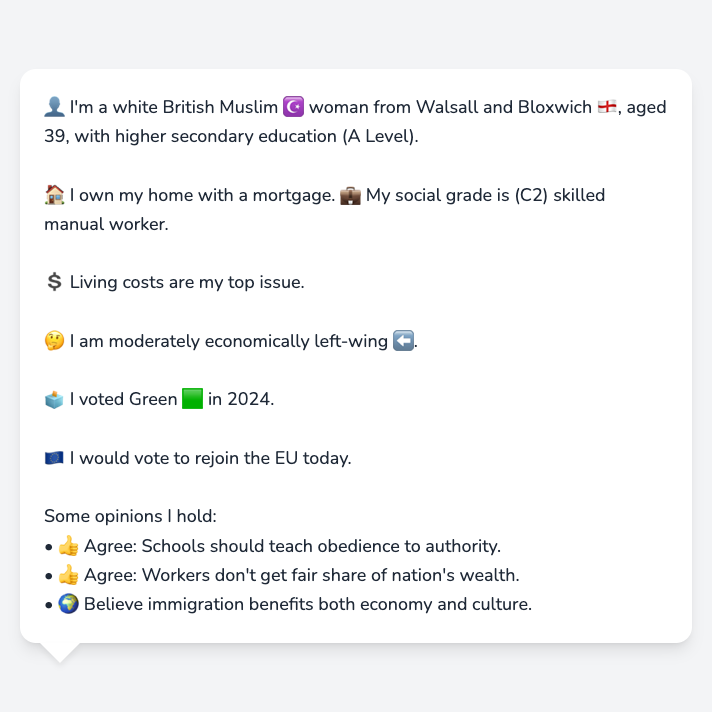 👤 I'm a white British Muslim ☪️ woman from Walsall and Bloxwich 🏴󠁧󠁢󠁥󠁮󠁧󠁿, aged
39, with higher secondary education (A Level).
🏠 I own my home with a mortgage. 💼 My social grade is (C2) skilled
manual worker.
💲 Living costs are my top issue.
🤔 I am moderately economically left-wing ⬅️.
🗳️ I voted Green 🟩 in 2024.
🇪🇺 I would vote to rejoin the EU today.
Some opinions I hold:
• 👍 Agree: Schools should teach obedience to authority.
• 👍 Agree: Workers don't get fair share of nation's wealth.
• 🌍 Believe immigration benefits both economy and culture.